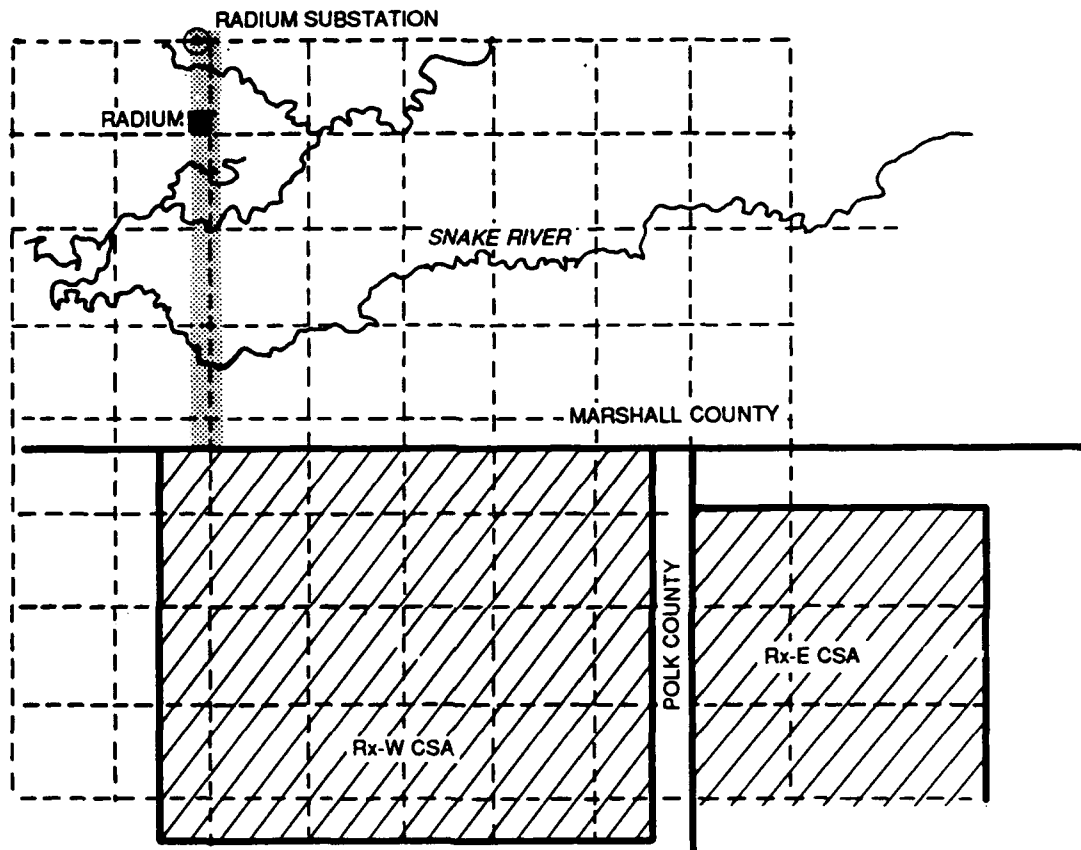 RADIUM SUBSTATION
RADIUM
SNAKE RIVER
MARSHALL COUNTY
POLK COUNTY
Rx-E CSA
Rx-W CSA